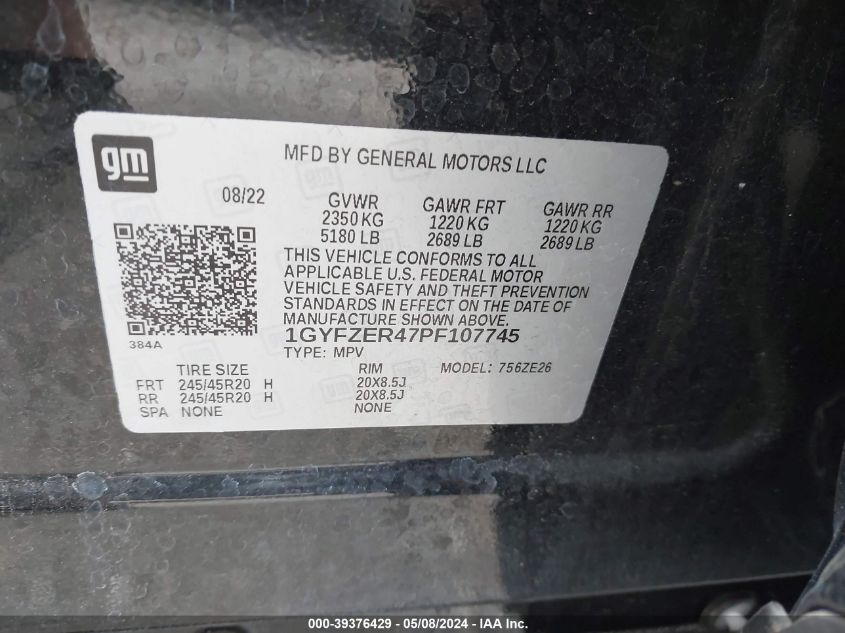 gm
MFD BY GENERAL MOTORS LLC
08/22
GVWR GAWR FRT GAWR RR
2350 KG 1220 KG 1220 KG
5180 LB 2689 LB 2689 LB
THIS VEHICLE CONFORMS TO ALL
APPLICABLE U.S. FEDERAL MOTOR
VEHICLE SAFETY AND THEFT PREVENTION
STANDARDS IN EFFECT ON THE DATE OF
MANUFACTURE SHOWN ABOVE.
384A
1GYFZER47PF107745
TYPE: MPV
TIRE SIZE RIM MODEL: 756ZE26
FRT 245/45R20 H 20X8.5J
RR 245/45R20 H 20X8.5J
SPA NONE NONE
000-39376429 - 05/08/2024 - IAA Inc.